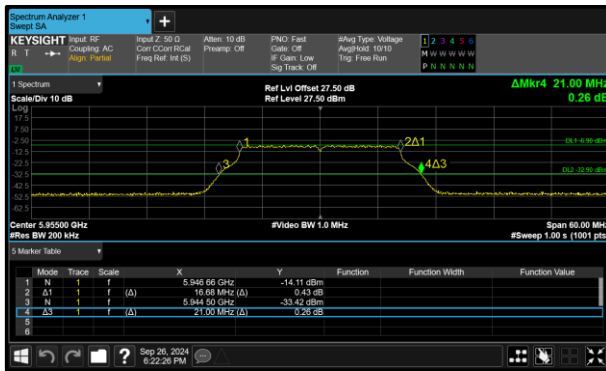 Spectrum Analyzer 1
Swept SA
+
KEYSIGHT Input: RF Input Z: 50 Ω Atten: 10 dB PNO: Fast #Avg Type: Voltage 1 2 3 4 5 6
R T Coupling: AC Corr CCorr RCal Preamp: Off Gate: Off Avg|Hold: 10/10 M W W W W W
Align: Partial Freq Ref: Int (S) IF Gain: Low Trig: Free Run
Sig Track: Off P N N N N N
1 Spectrum Ref Lvl Offset 27.50 dB ΔMkr4 21.00 MHz
Scale/Div 10 dB Ref Level 27.50 dBm 0.26 dB
Log
17.5
7.50
-2.50 1 2Δ1 DL1 -6.90 dBm
-12.5
-22.5 3 4Δ3
-32.5 DL2 -32.90 dBm
-42.5
-52.5
-62.5
Center 5.95500 GHz #Video BW 1.0 MHz Span 60.00 MHz
#Res BW 200 kHz #Sweep 1.00 s (1001 pts)
5 Marker Table
Mode Trace Scale X Y Function Function Width Function Value
1 N 1 f 5.946 66 GHz -14.11 dBm
2 Δ1 1 f (Δ) 16.68 MHz (Δ) 0.43 dB
3 N 1 f 5.944 50 GHz -33.42 dBm
4 Δ3 1 f (Δ) 21.00 MHz (Δ) 0.26 dB
5
6
? Sep 26, 2024
6:22:26 PM